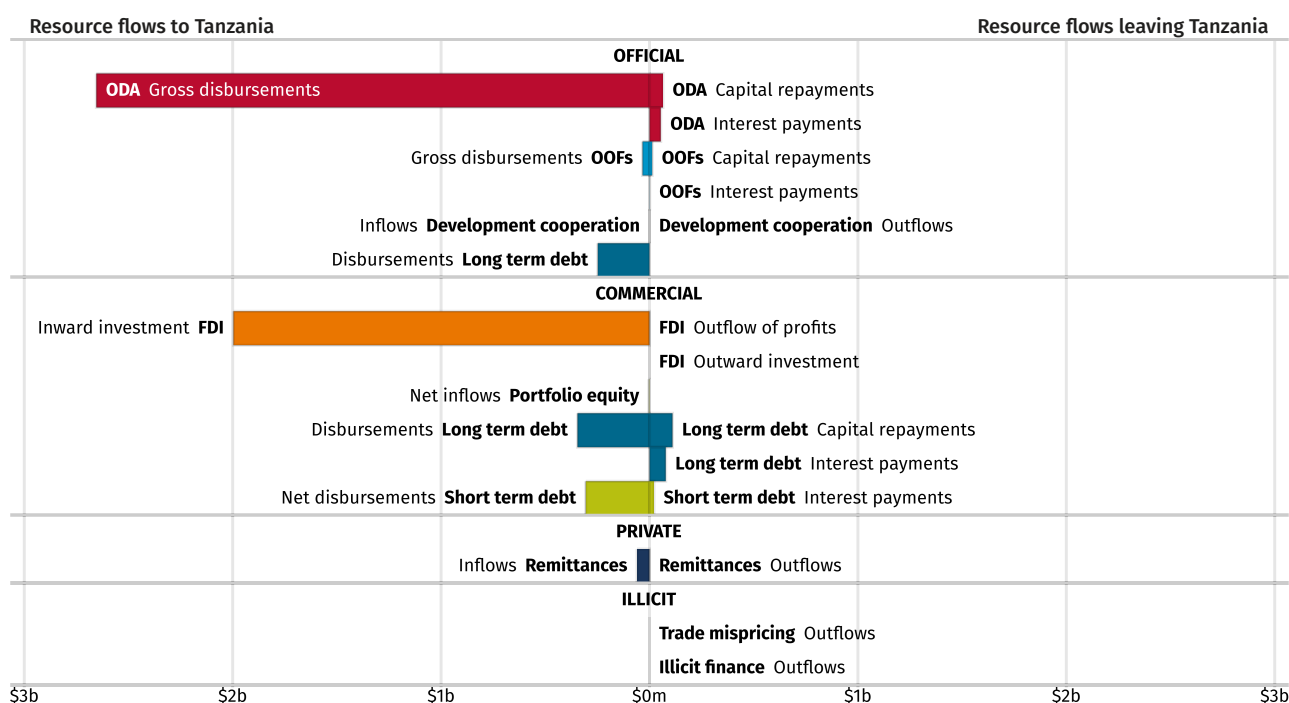 Resource flows to Tanzania Resource flows leaving Tanzania
OFFICIAL
ODA Gross disbursements ODA Capital repayments
ODA Interest payments
Gross disbursements OOFs OOFs Capital repayments
OOFs Interest payments
Inflows Development cooperation Development cooperation Outflows
Disbursements Long term debt
COMMERCIAL
Inward investment FDI FDI Outflow of profits
FDI Outward investment
Net inflows Portfolio equity
Disbursements Long term debt Long term debt Capital repayments
Long term debt Interest payments
Net disbursements Short term debt Short term debt Interest payments
PRIVATE
Inflows Remittances Remittances Outflows
ILLICIT
Trade mispricing Outflows
Illicit finance Outflows
$3b $2b $1b $0m $1b $2b $3b